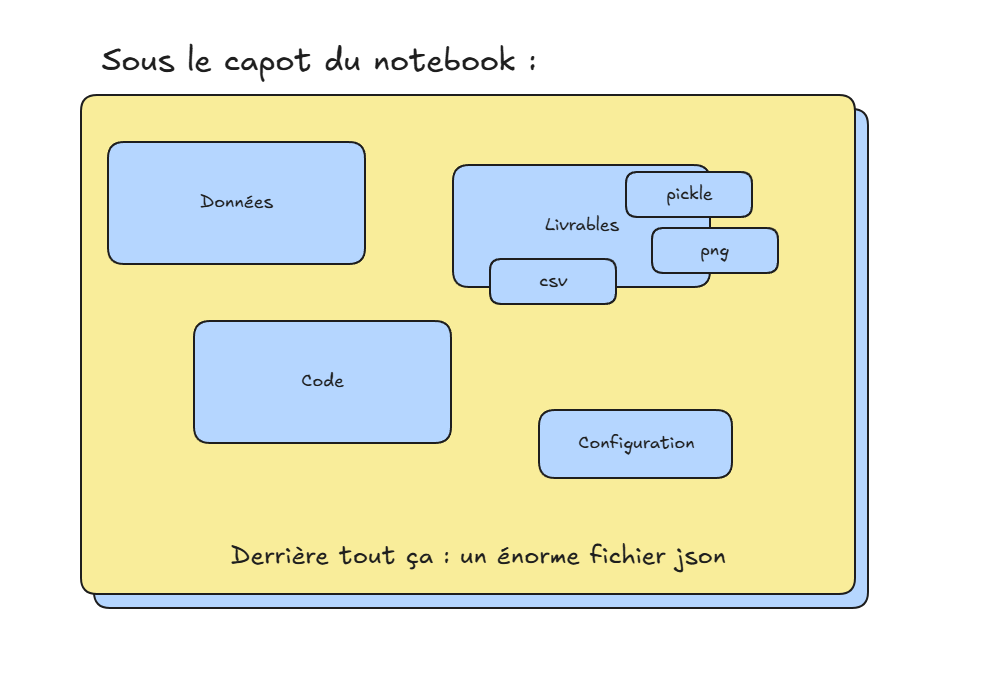 Sous le capot du notebook :
Données
Livrables
pickle
png
csv
Code
Configuration
Derrière tout ça : un énorme fichier json